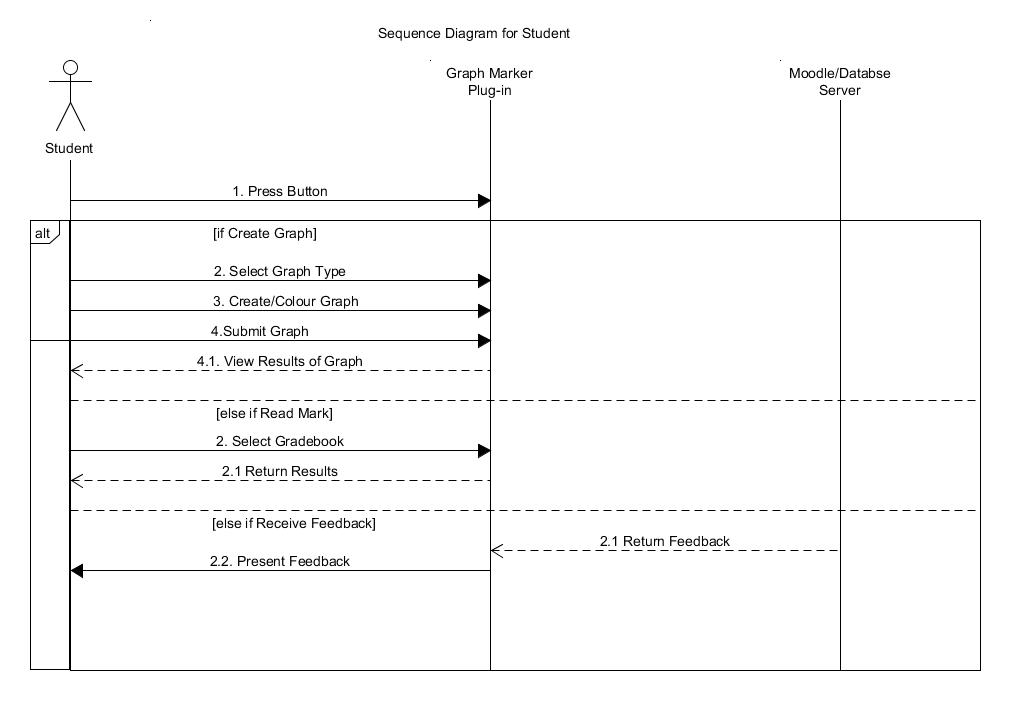 Sequence Diagram for Student
Graph Marker
Plug-in
Moodle/Databse
Server
Student
1. Press Button
alt
[if Create Graph]
2. Select Graph Type
3. Create/Colour Graph
4.Submit Graph
4.1. View Results of Graph
[else if Read Mark]
2. Select Gradebook
2.1 Return Results
[else if Receive Feedback]
2.1 Return Feedback
2.2. Present Feedback